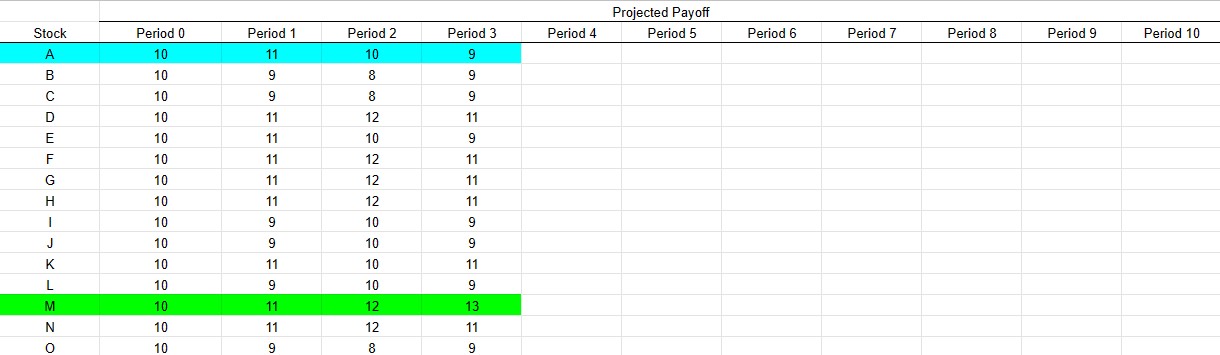 Projected Payoff
Stock Period 0 Period 1 Period 2 Period 3 Period 4 Period 5 Period 6 Period 7 Period 8 Period 9 Period 10
A 10 11 10 9
B 10 9 8 9
C 10 9 8 9
D 10 11 12 11
E 10 11 10 9
F 10 11 12 11
G 10 11 12 11
H 10 11 12 11
I 10 9 10 9
J 10 9 10 9
K 10 11 10 11
L 10 9 10 9
M 10 11 12 13
N 10 11 12 11
O 10 9 8 9